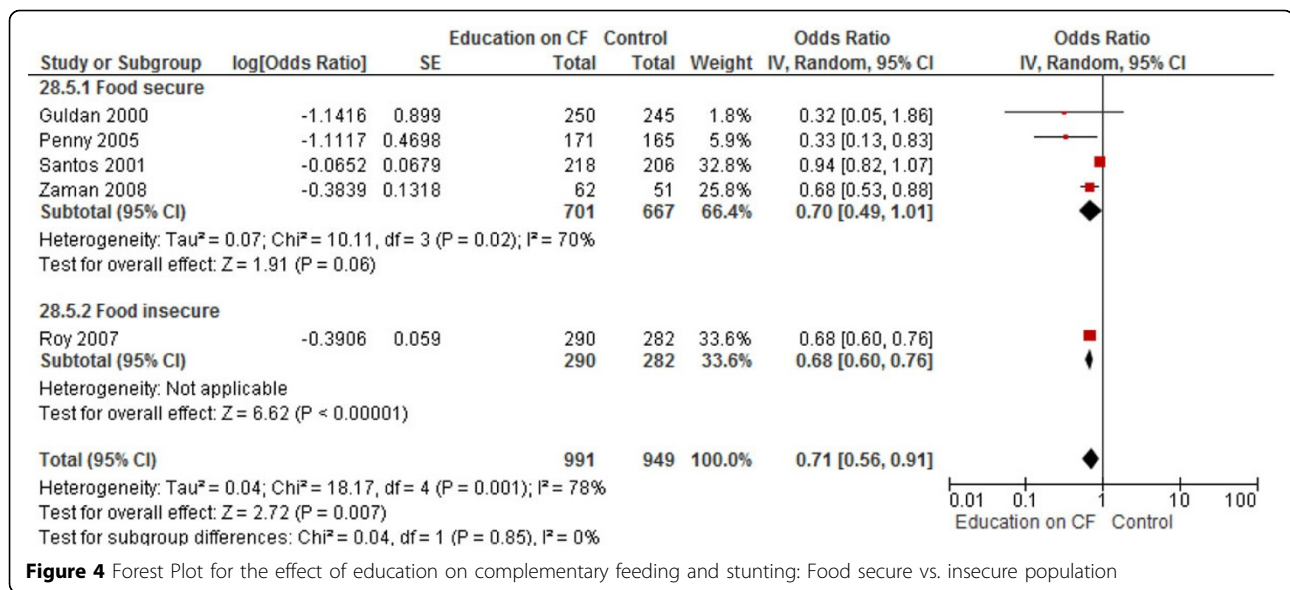 Education on CF Control Odds Ratio Odds Ratio
Study or Subgroup log[Odds Ratio] SE Total Total Weight IV, Random, 95% CI IV, Random, 95% CI
28.5.1 Food secure
Guldan 2000 -1.1416 0.899 250 245 1.8% 0.32 [0.05, 1.86]
Penny 2005 -1.1117 0.4698 171 165 5.9% 0.33 [0.13, 0.83]
Santos 2001 -0.0652 0.0679 218 206 32.8% 0.94 [0.82, 1.07]
Zaman 2008 -0.3839 0.1318 62 51 25.8% 0.68 [0.53, 0.88]
Subtotal (95% CI) 701 667 66.4% 0.70 [0.49, 1.01]
Heterogeneity: Tau² = 0.07; Chi² = 10.11, df = 3 (P = 0.02); I² = 70%
Test for overall effect: Z = 1.91 (P = 0.06)
28.5.2 Food insecure
Roy 2007 -0.3906 0.059 290 282 33.6% 0.68 [0.60, 0.76]
Subtotal (95% CI) 290 282 33.6% 0.68 [0.60, 0.76]
Heterogeneity: Not applicable
Test for overall effect: Z = 6.62 (P < 0.00001)
Total (95% CI) 991 949 100.0% 0.71 [0.56, 0.91]
Heterogeneity: Tau² = 0.04; Chi² = 18.17, df = 4 (P = 0.001); I² = 78%
Test for overall effect: Z = 2.72 (P = 0.007)
Test for subgroup differences: Chi² = 0.04, df = 1 (P = 0.85), I² = 0%
0.01 0.1 1 10 100
Education on CF Control
Figure 4 Forest Plot for the effect of education on complementary feeding and stunting: Food secure vs. insecure population